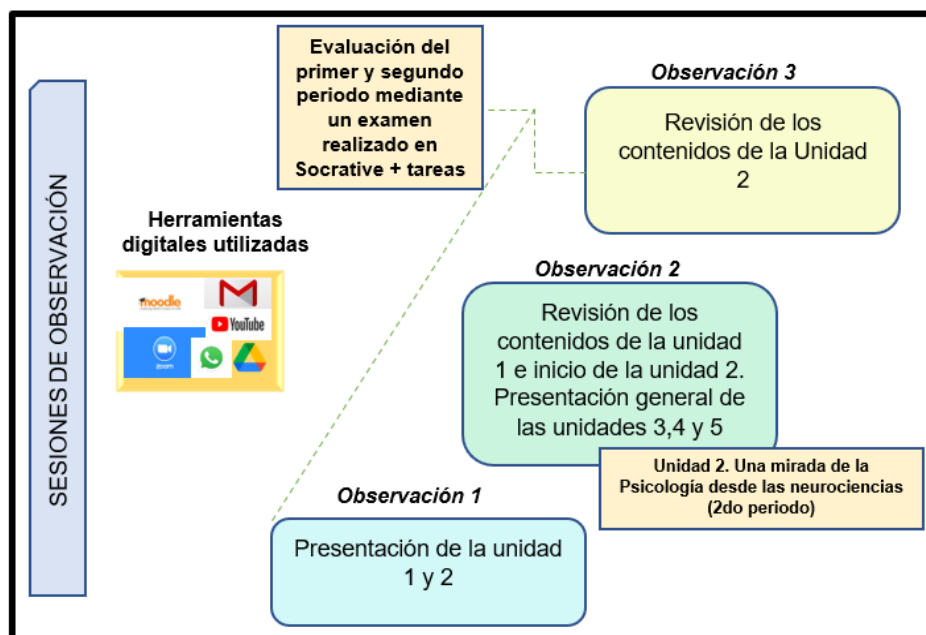 SESIONES DE OBSERVACIÓN
Evaluación del
primer y segundo
periodo mediante
un examen
realizado en
Socrative + tareas
Observación 3
Revisión de los
contenidos de la Unidad
2
Herramientas
digitales utilizadas
moodle
YouTube
zoom
Observación 2
Revisión de los
contenidos de la unidad
1 e inicio de la unidad 2.
Presentación general de
las unidades 3,4 y 5
Unidad 2. Una mirada de la
Psicología desde las neurociencias
(2do periodo)
Observación 1
Presentación de la unidad
1 y 2